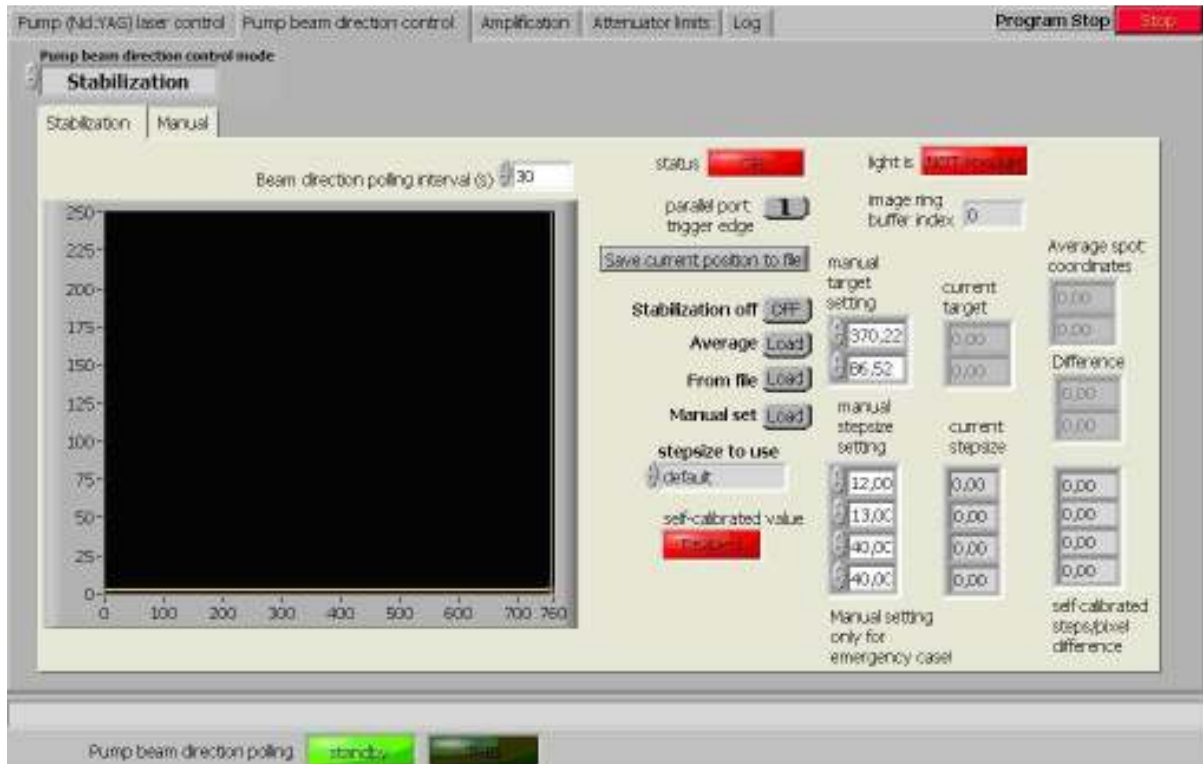 Pump (Nd:YAG) laser control
Pump beam direction control
Amplification
Attenuator limits
Log
Program Stop
Stop
Pump beam direction control mode
Stabilization
Stabilization
Manual
Beam direction polling interval (s)
30
250
225
200
175
150
125
100
75
50
25
0
0 100 200 300 400 500 600 700 760
status
light is
parallel port
trigger edge
image ring
buffer index
0
Save current position to file
Stabilization off
OFF
Average
Load
From file
Load
Manual set
Load
stepsize to use
default
self-calibrated value
manual
target
setting
370,22
86,52
current
target
0,00
0,00
Average spot
coordinates
0,00
0,00
Difference
0,00
0,00
manual
stepsize
setting
12,00
13,00
40,00
40,00
current
stepsize
0,00
0,00
0,00
0,00
0,00
0,00
0,00
0,00
Manual setting
only for
emergency case!
self calibrated
steps/pixel
difference
Pump beam direction polling
standby